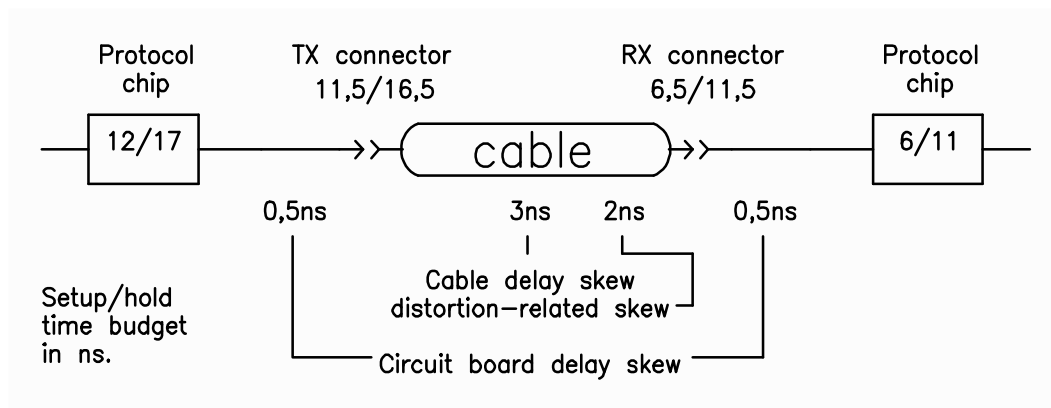 Protocol
chip
TX connector
11,5/16,5
RX connector
6,5/11,5
Protocol
chip
12/17
cable
6/11
0,5ns
3ns
2ns
0,5ns
Cable delay skew
distortion-related skew
Setup/hold
time budget
in ns.
Circuit board delay skew